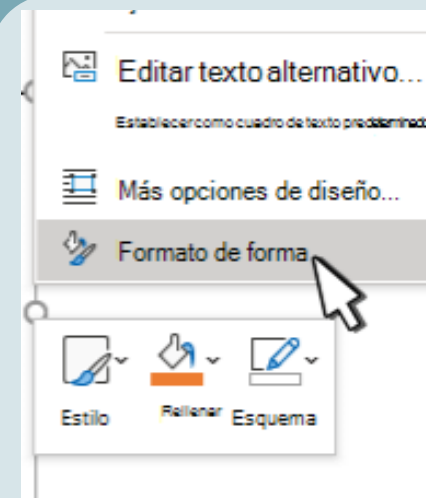 Editar texto alternativo...
Establecer como cuadro de texto predeterminado
Más opciones de diseño...
Formato de forma
Estilo
Rellenar
Esquema